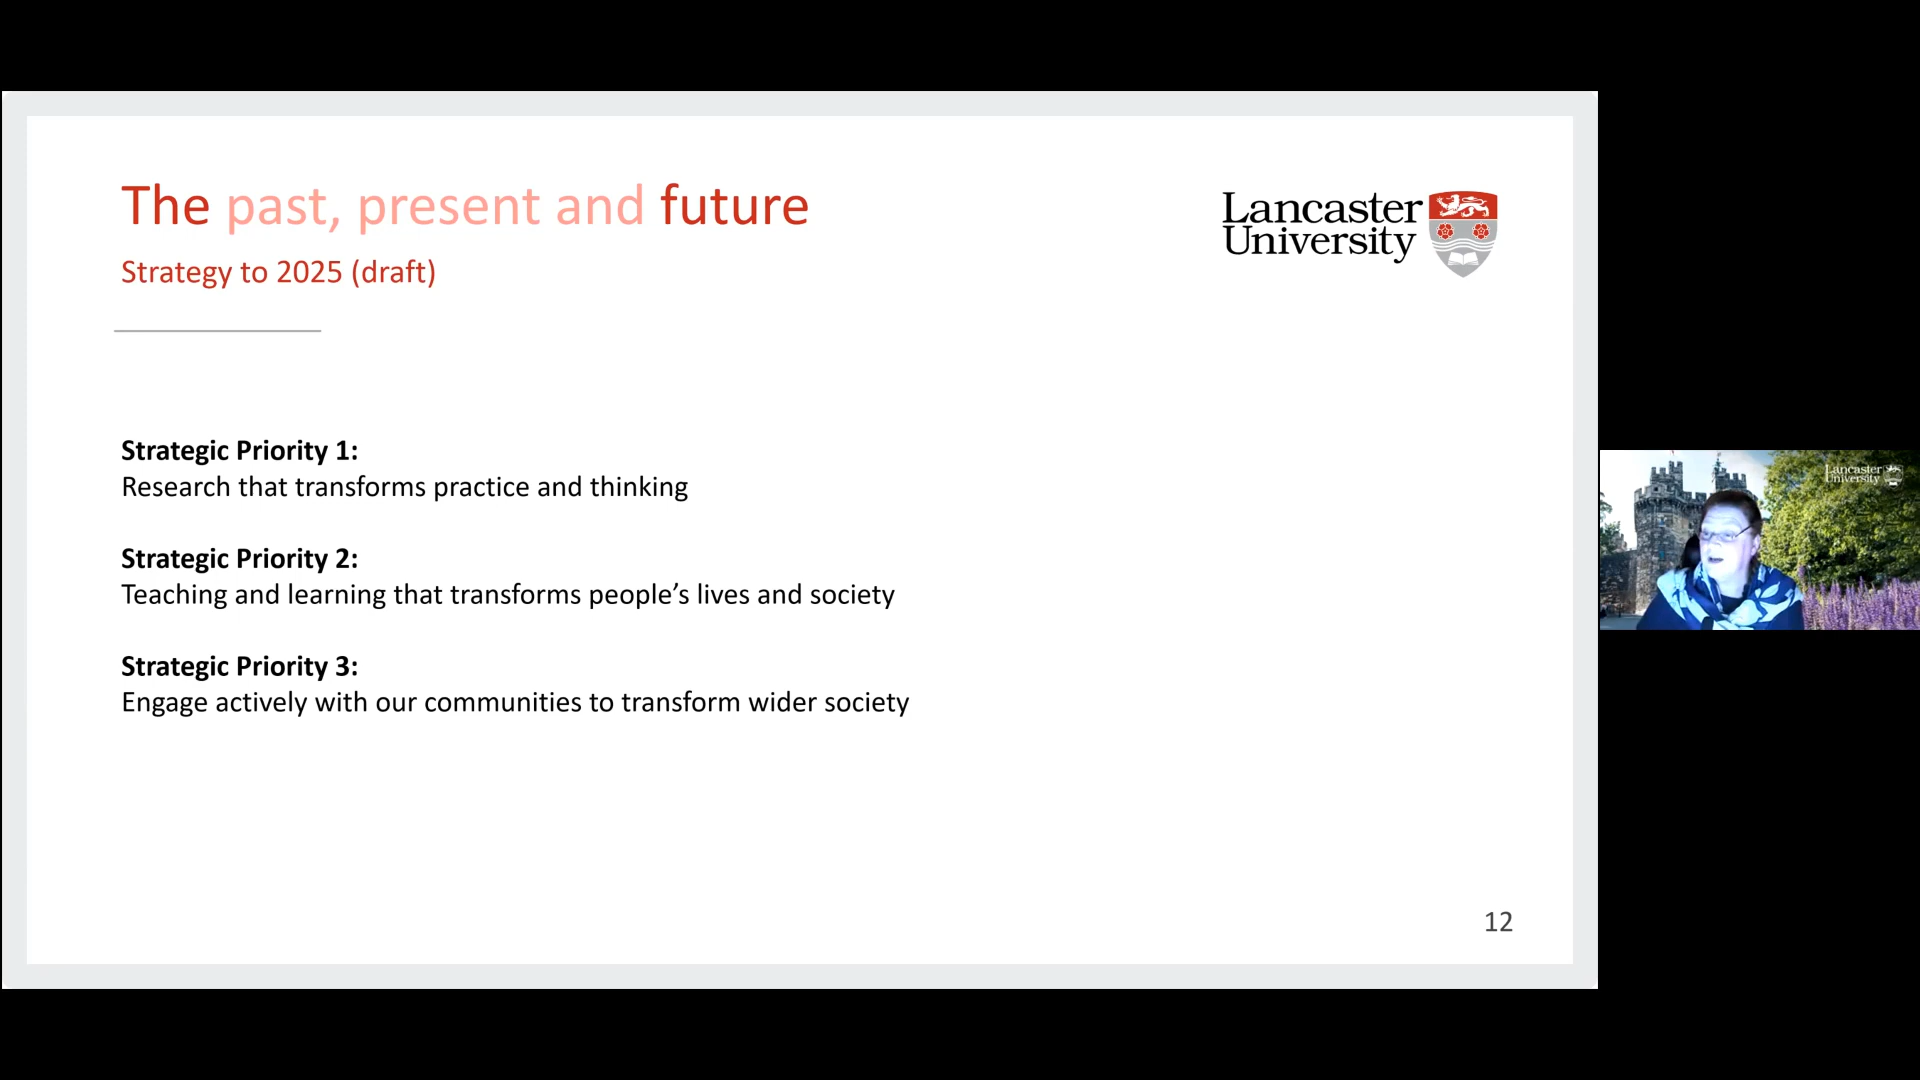 The past, present and future
Strategy to 2025 (draft)
Lancaster
University
Strategic Priority 1:
Research that transforms practice and thinking
Strategic Priority 2:
Teaching and learning that transforms people’s lives and society
Strategic Priority 3:
Engage actively with our communities to transform wider society
12
Lancaster
University